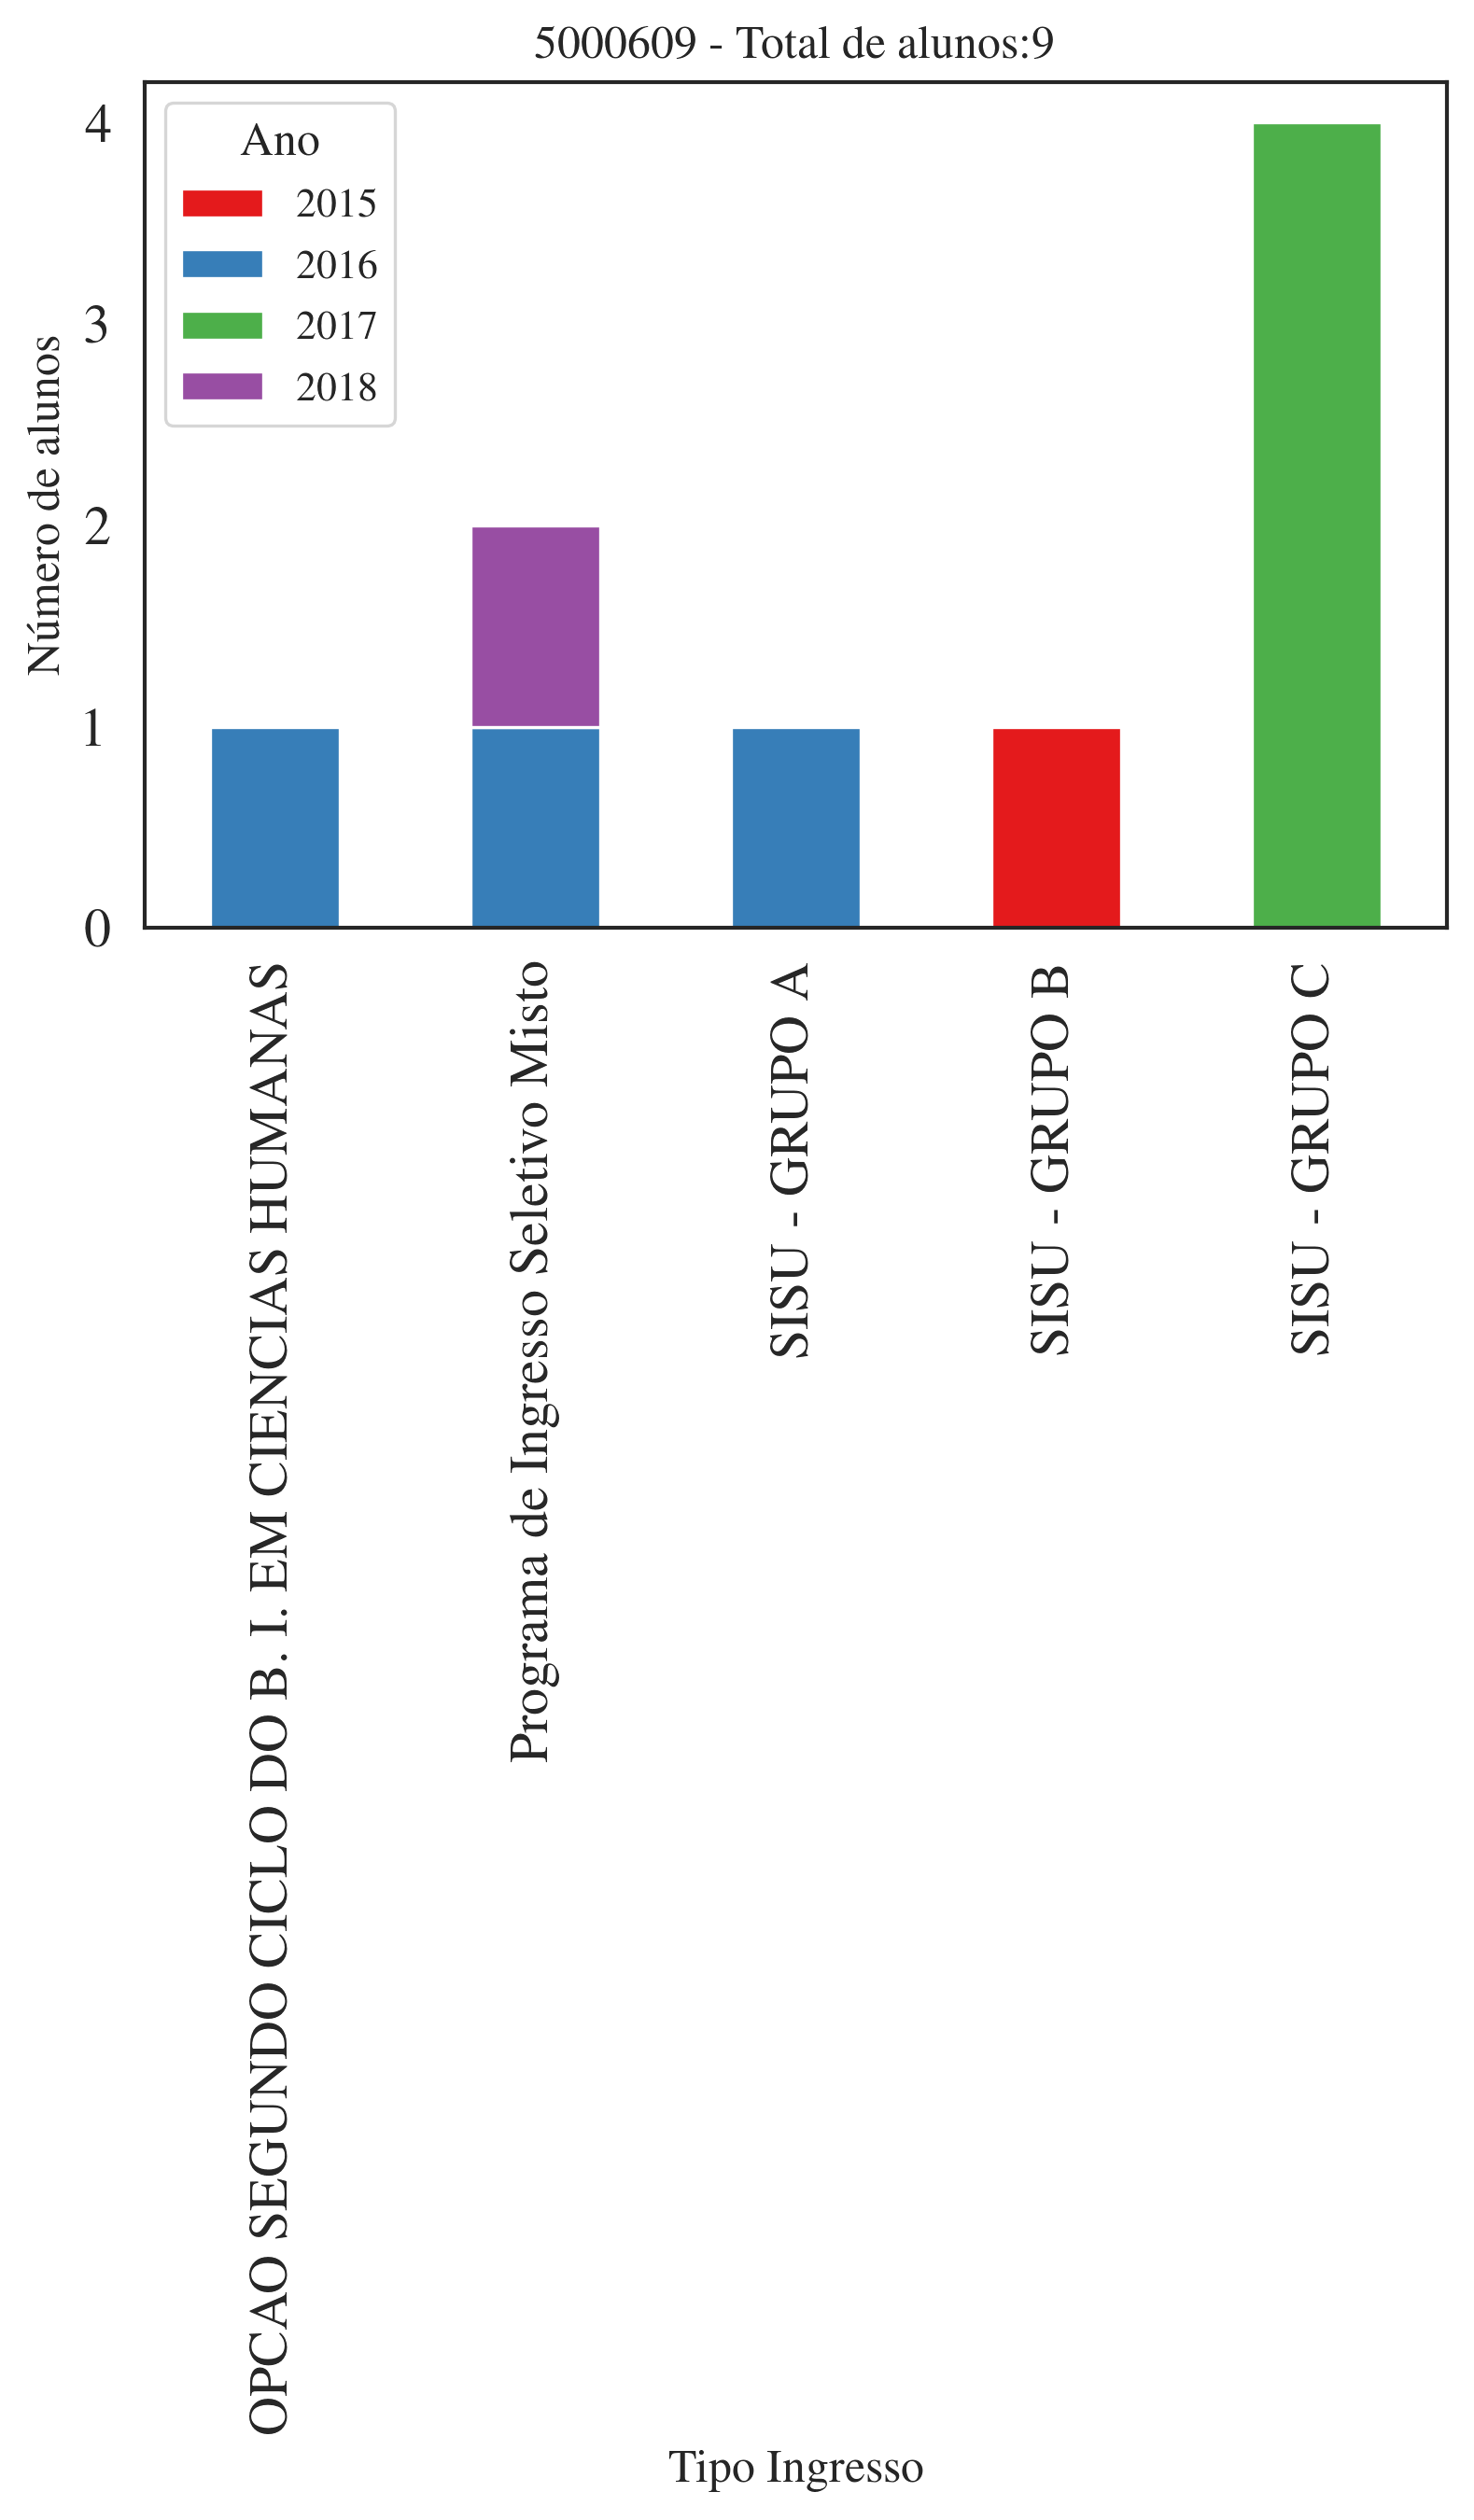 5000609 - Total de alunos:9
Ano
2015
2016
2017
2018
Número de alunos
4
3
2
1
0
OPCAO SEGUNDO CICLO DO B. I. EM CIENCIAS HUMANAS
Programa de Ingresso Seletivo Misto
SISU - GRUPO A
SISU - GRUPO B
SISU - GRUPO C
Tipo Ingresso